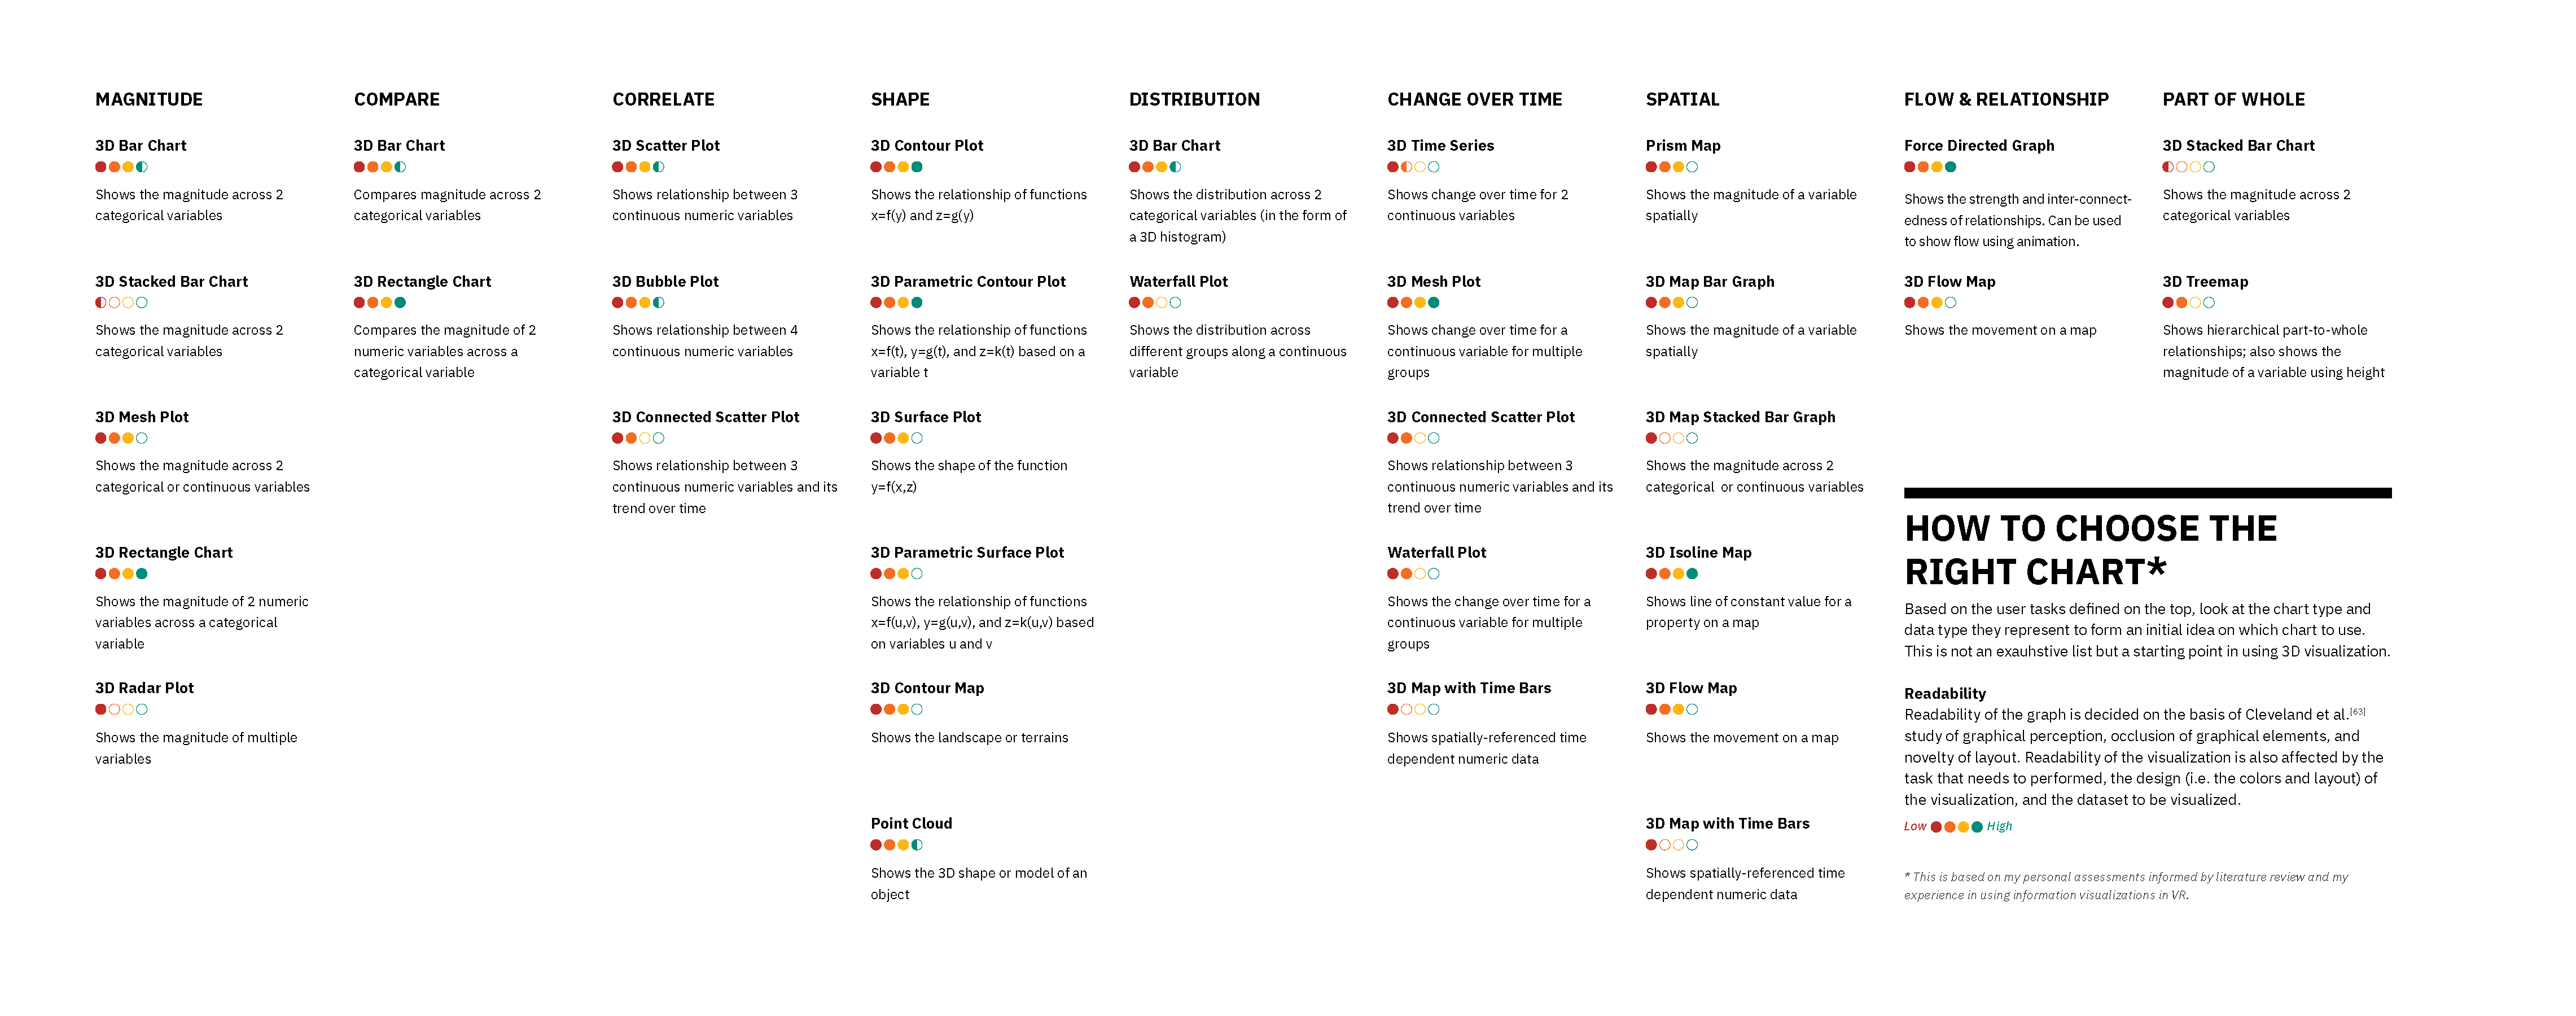 MAGNITUDE
3D Bar Chart
Shows the magnitude across 2
categorical variables
3D Stacked Bar Chart
Shows the magnitude across 2
categorical variables
3D Mesh Plot
Shows the magnitude across 2
categorical or continuous variables
3D Rectangle Chart
Shows the magnitude of 2 numeric
variables across a categorical
variable
3D Radar Plot
Shows the magnitude of multiple
variables
COMPARE
3D Bar Chart
Compares magnitude across 2
categorical variables
3D Rectangle Chart
Compares the magnitude of 2
numeric variables across a
categorical variable
CORRELATE
3D Scatter Plot
Shows relationship between 3
continuous numeric variables
3D Bubble Plot
Shows relationship between 4
continuous numeric variables
3D Connected Scatter Plot
Shows relationship between 3
continuous numeric variables and its
trend over time
SHAPE
3D Contour Plot
Shows the relationship of functions
x=f(y) and z=g(y)
3D Parametric Contour Plot
Shows the relationship of functions
x=f(t), y=g(t), and z=k(t) based on a
variable t
3D Surface Plot
Shows the shape of the function
y=f(x,z)
3D Parametric Surface Plot
Shows the relationship of functions
x=f(u,v), y=g(u,v), and z=k(u,v) based
on variables u and v
3D Contour Map
Shows the landscape or terrains
Point Cloud
Shows the 3D shape or model of an
object
DISTRIBUTION
3D Bar Chart
Shows the distribution across 2
categorical variables (in the form of
a 3D histogram)
Waterfall Plot
Shows the distribution across
different groups along a continuous
variable
CHANGE OVER TIME
3D Time Series
Shows change over time for 2
continuous variables
3D Mesh Plot
Shows change over time for a
continuous variable for multiple
groups
3D Connected Scatter Plot
Shows relationship between 3
continuous numeric variables and its
trend over time
Waterfall Plot
Shows the change over time for a
continuous variable for multiple
groups
3D Map with Time Bars
Shows spatially-referenced time
dependent numeric data
SPATIAL
Prism Map
Shows the magnitude of a variable
spatially
3D Map Bar Graph
Shows the magnitude of a variable
spatially
3D Map Stacked Bar Graph
Shows the magnitude across 2
categorical or continuous variables
3D Isoline Map
Shows line of constant value for a
property on a map
3D Flow Map
Shows the movement on a map
3D Map with Time Bars
Shows spatially-referenced time
dependent numeric data
FLOW & RELATIONSHIP
Force Directed Graph
Shows the strength and inter-connect-
edness of relationships. Can be used
to show flow using animation.
3D Flow Map
Shows the movement on a map
PART OF WHOLE
3D Stacked Bar Chart
Shows the magnitude across 2
categorical variables
3D Treemap
Shows hierarchical part-to-whole
relationships; also shows the
magnitude of a variable using height
HOW TO CHOOSE THE
RIGHT CHART*
Based on the user tasks defined on the top, look at the chart type and
data type they represent to form an initial idea on which chart to use.
This is not an exauhstive list but a starting point in using 3D visualization.
Readability
Readability of the graph is decided on the basis of Cleveland et al.[63]
study of graphical perception, occlusion of graphical elements, and
novelty of layout. Readability of the visualization is also affected by the
task that needs to performed, the design (i.e. the colors and layout) of
the visualization, and the dataset to be visualized.
Low High
* This is based on my personal assessments informed by literature review and my
experience in using information visualizations in VR.